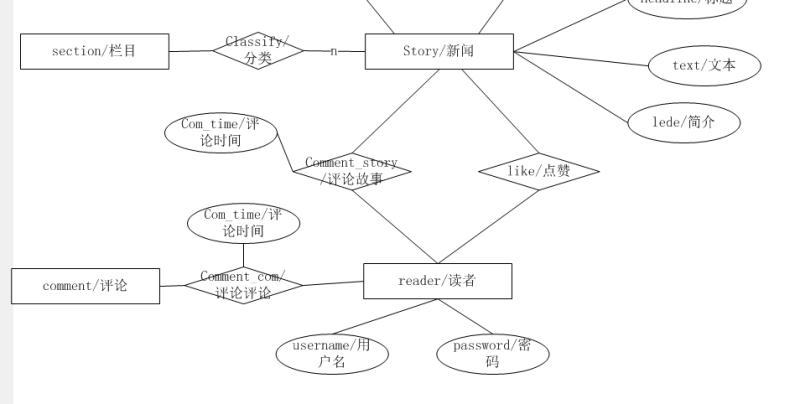 headline/标题
section/栏目
Classify/
分类
n
Story/新闻
text/文本
lede/简介
Com_time/评
论时间
Comment_story
/评论故事
like/点赞
Com_time/评
论时间
comment/评论
Comment_com/
评论评论
reader/读者
username/用
户名
password/密
码